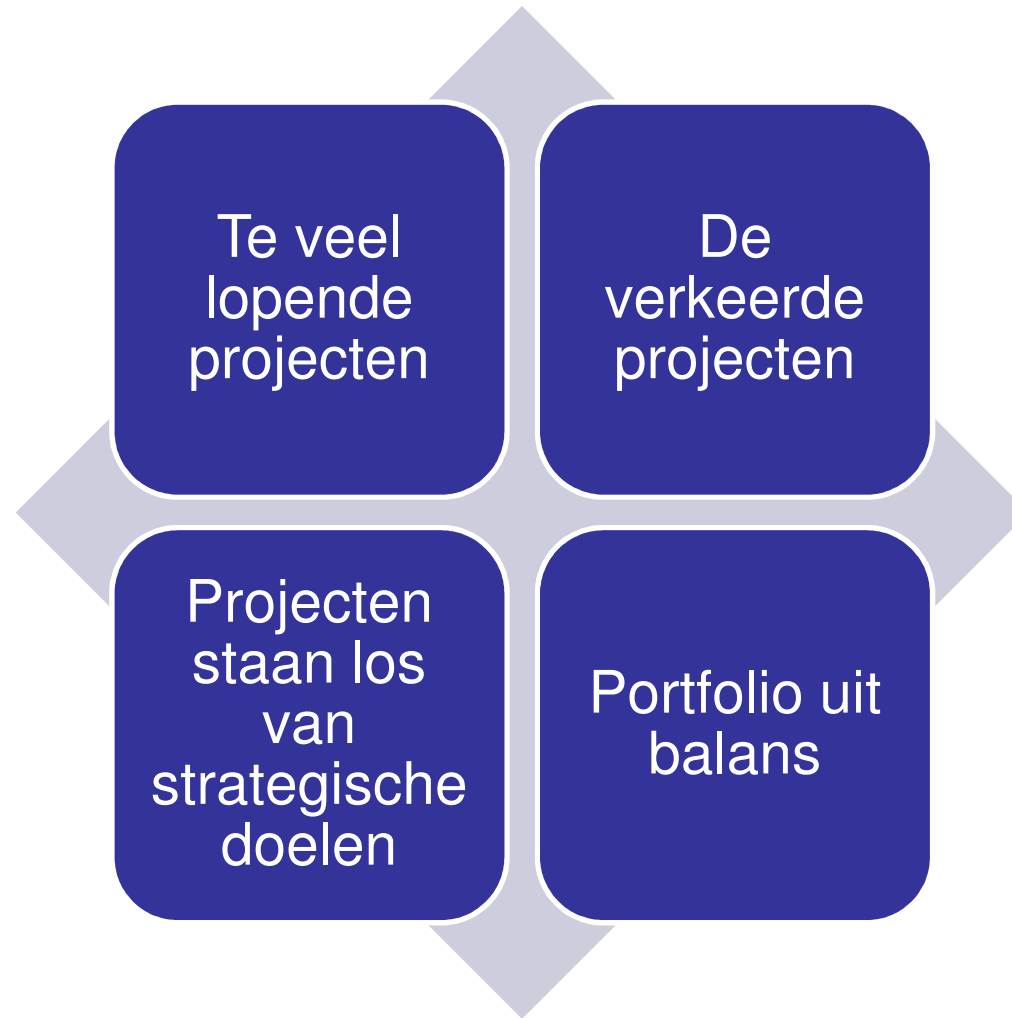 Te veel
lopende
projecten
De
verkeerde
projecten
Projecten
staan los
van
strategische
doelen
Portfolio uit
balans